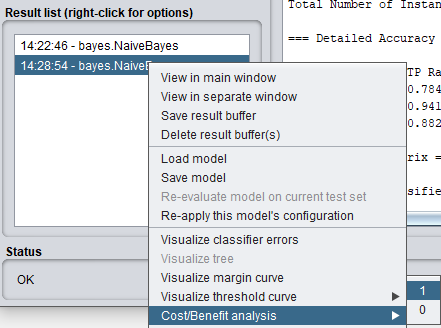 Result list (right-click for options)
14:22:46 - bayes.NaiveBayes
14:28:54 - bayes.NaiveB
View in main window
View in separate window
Save result buffer
Delete result buffer(s)
Load model
Save model
Re-evaluate model on current test set
Re-apply this model's configuration
Visualize classifier errors
Visualize tree
Visualize margin curve
Visualize threshold curve
Cost/Benefit analysis
1
0
Status
OK
Total Number of Instan
=== Detailed Accuracy
TP Ra
0.784
0.941
0.882
rix =
sifie